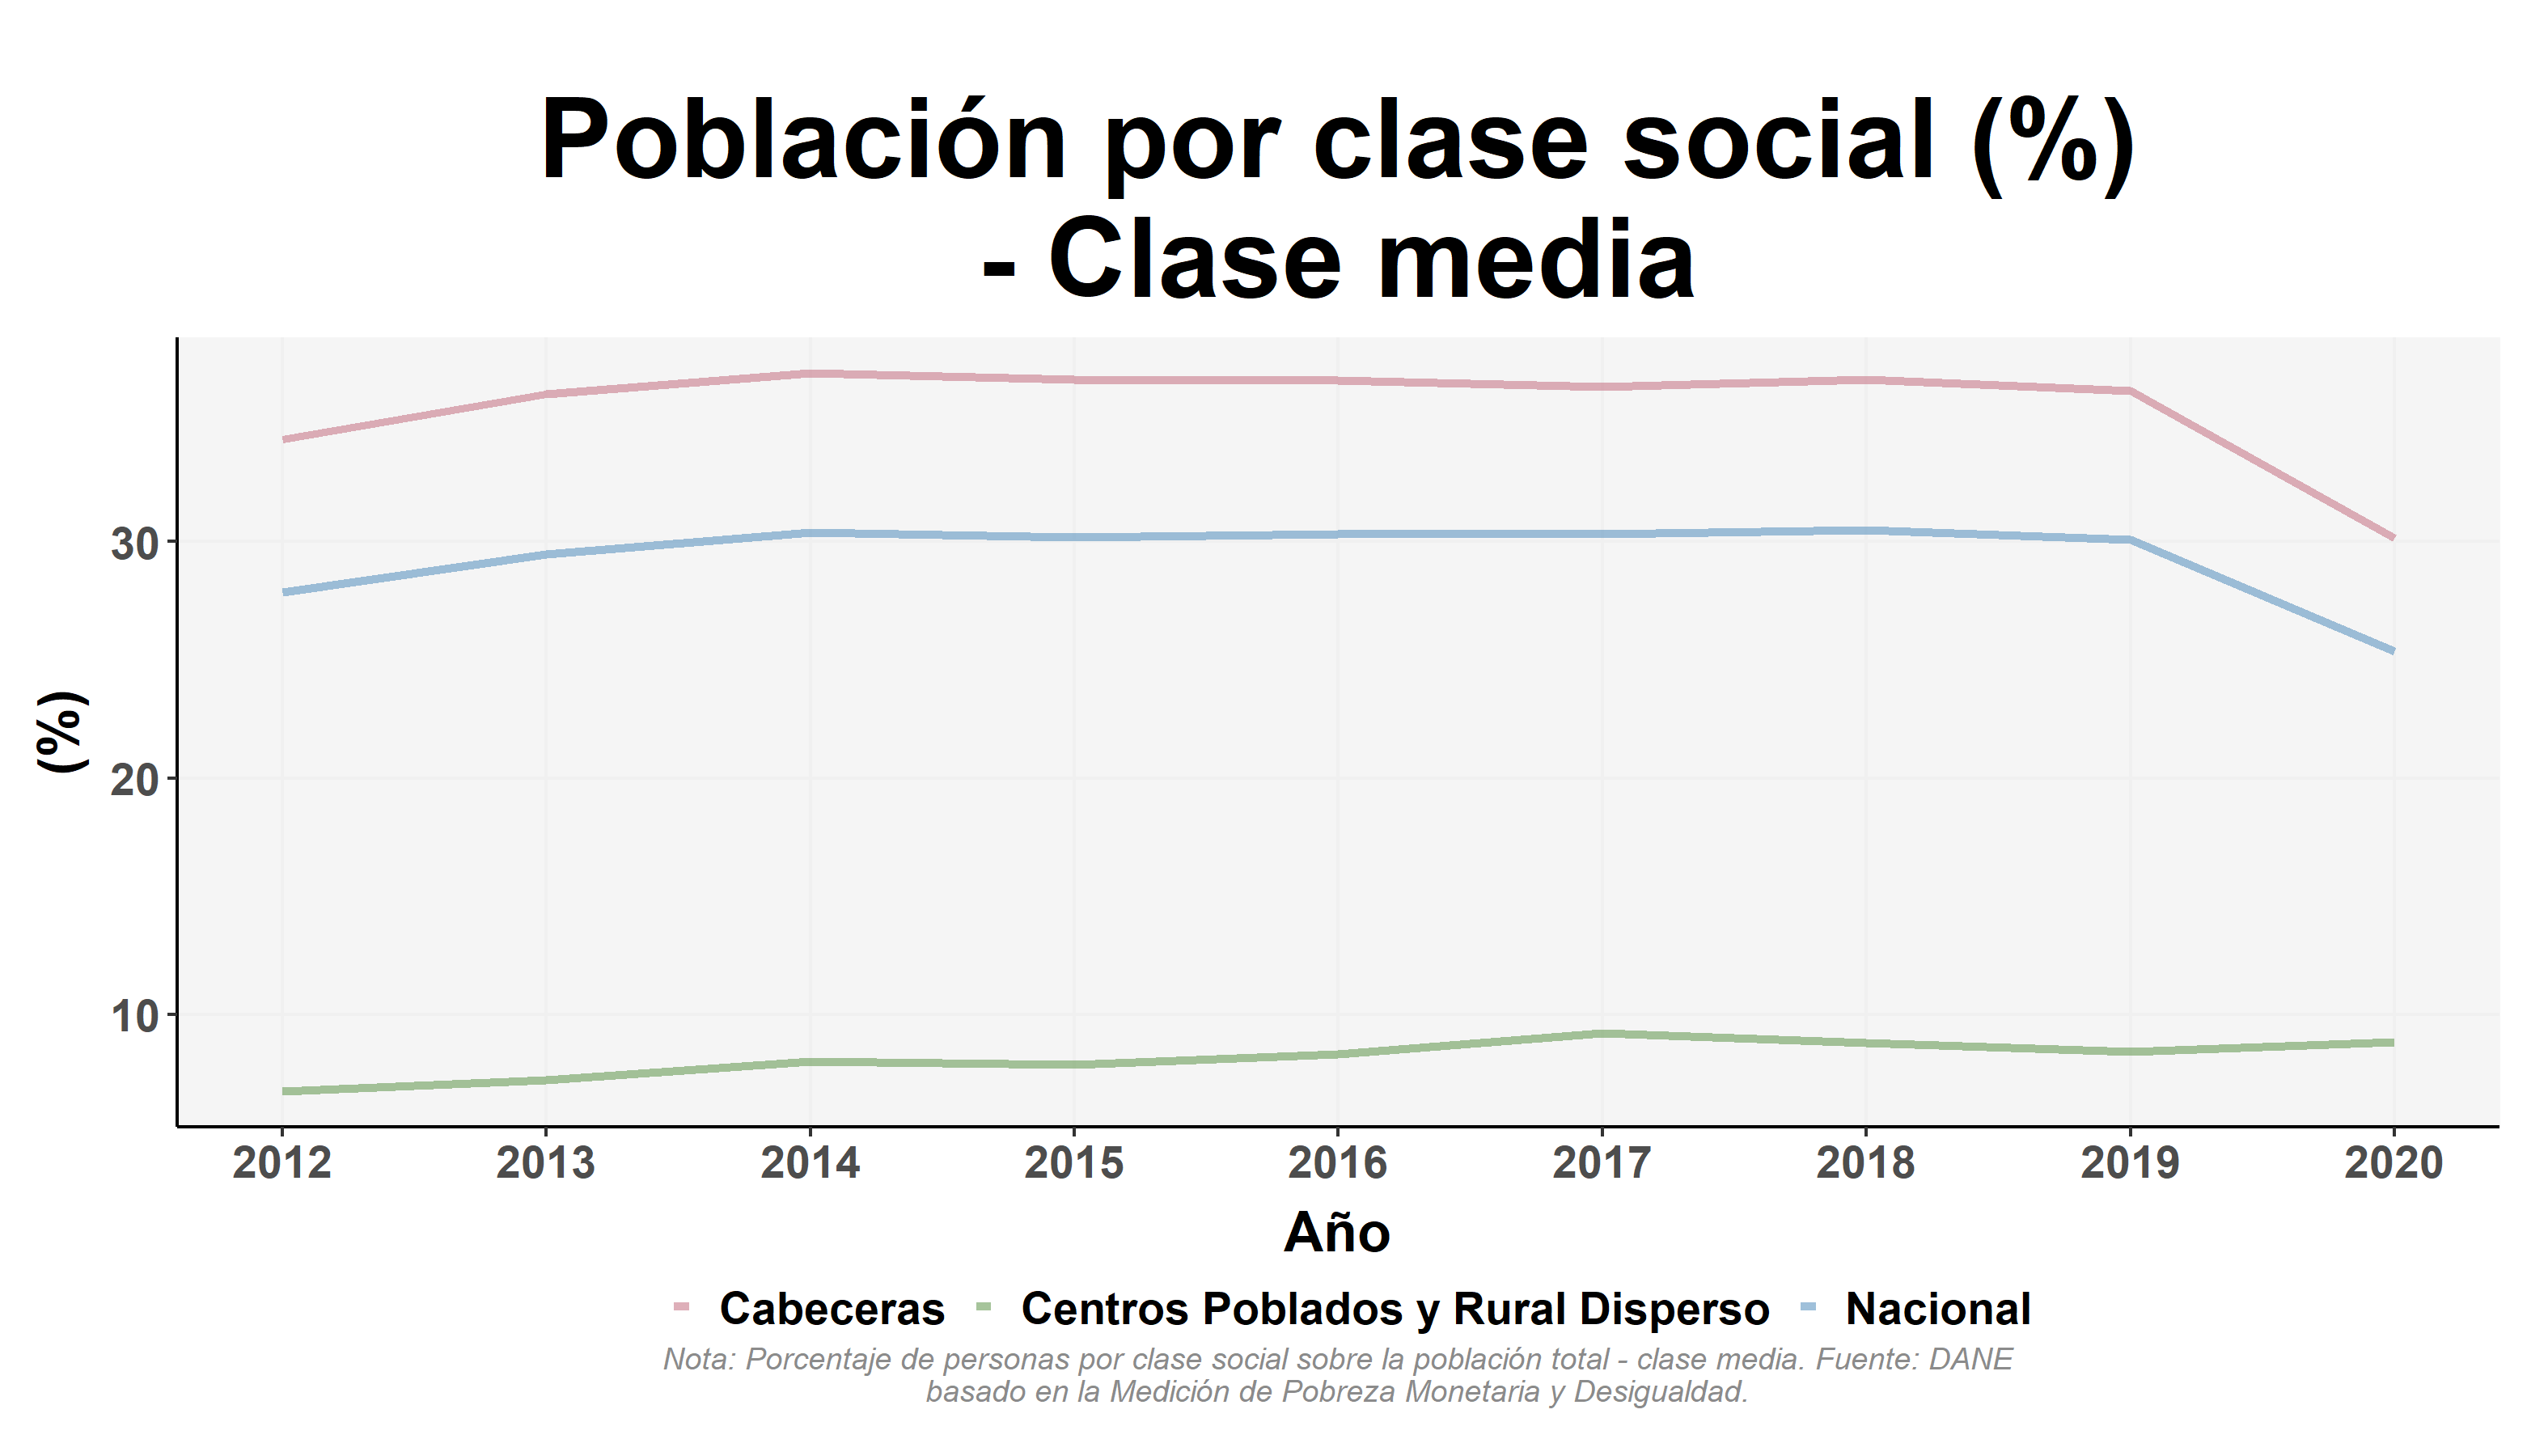 Población por clase social (%)
- Clase media
(%)
30
20
10
2012 2013 2014 2015 2016 2017 2018 2019 2020
Año
Cabeceras Centros Poblados y Rural Disperso Nacional
Nota: Porcentaje de personas por clase social sobre la población total - clase media. Fuente: DANE
basado en la Medición de Pobreza Monetaria y Desigualdad.